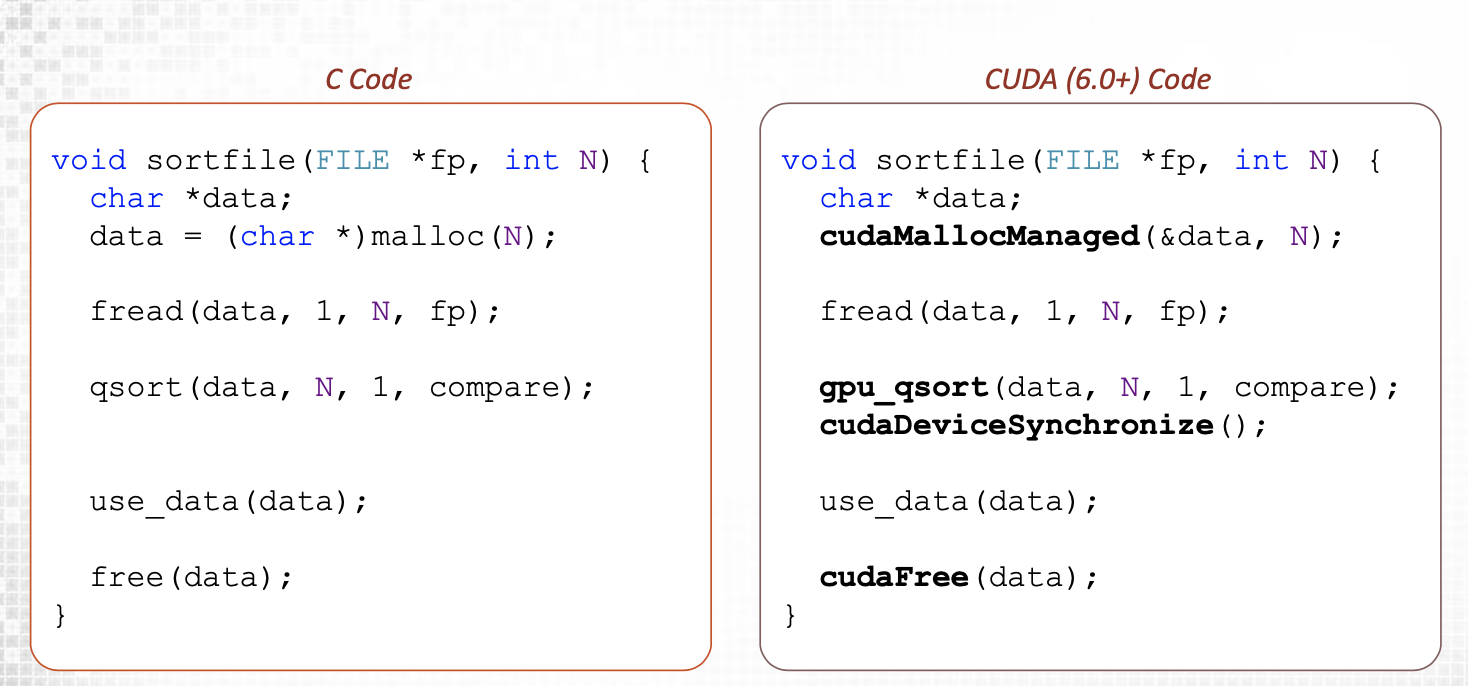 C Code
void sortfile(FILE *fp, int N) {
  char *data;
  data = (char *)malloc(N);

  fread(data, 1, N, fp);

  qsort(data, N, 1, compare);


  use_data(data);

  free(data);
}
CUDA (6.0+) Code
void sortfile(FILE *fp, int N) {
  char *data;
  cudaMallocManaged(&data, N);

  fread(data, 1, N, fp);

  gpu_qsort(data, N, 1, compare);
  cudaDeviceSynchronize();

  use_data(data);

  cudaFree(data);
}